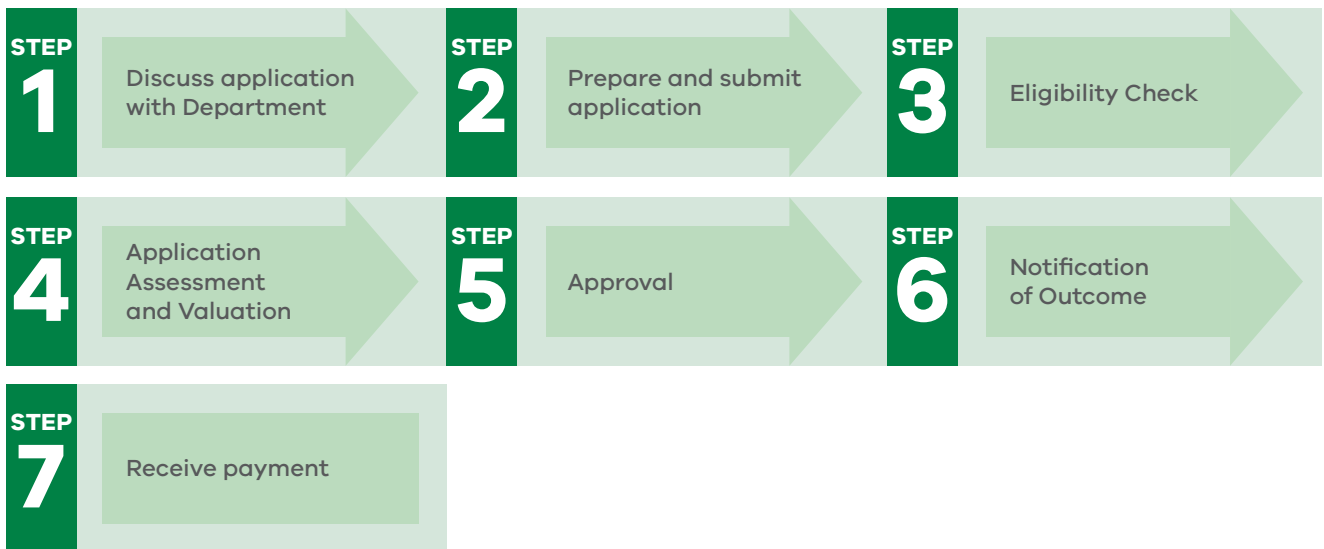 STEP
1
Discuss application
with Department
STEP
2
Prepare and submit
application
STEP
3
Eligibility Check
STEP
4
Application
Assessment
and Valuation
STEP
5
Approval
STEP
6
Notification
of Outcome
STEP
7
Receive payment